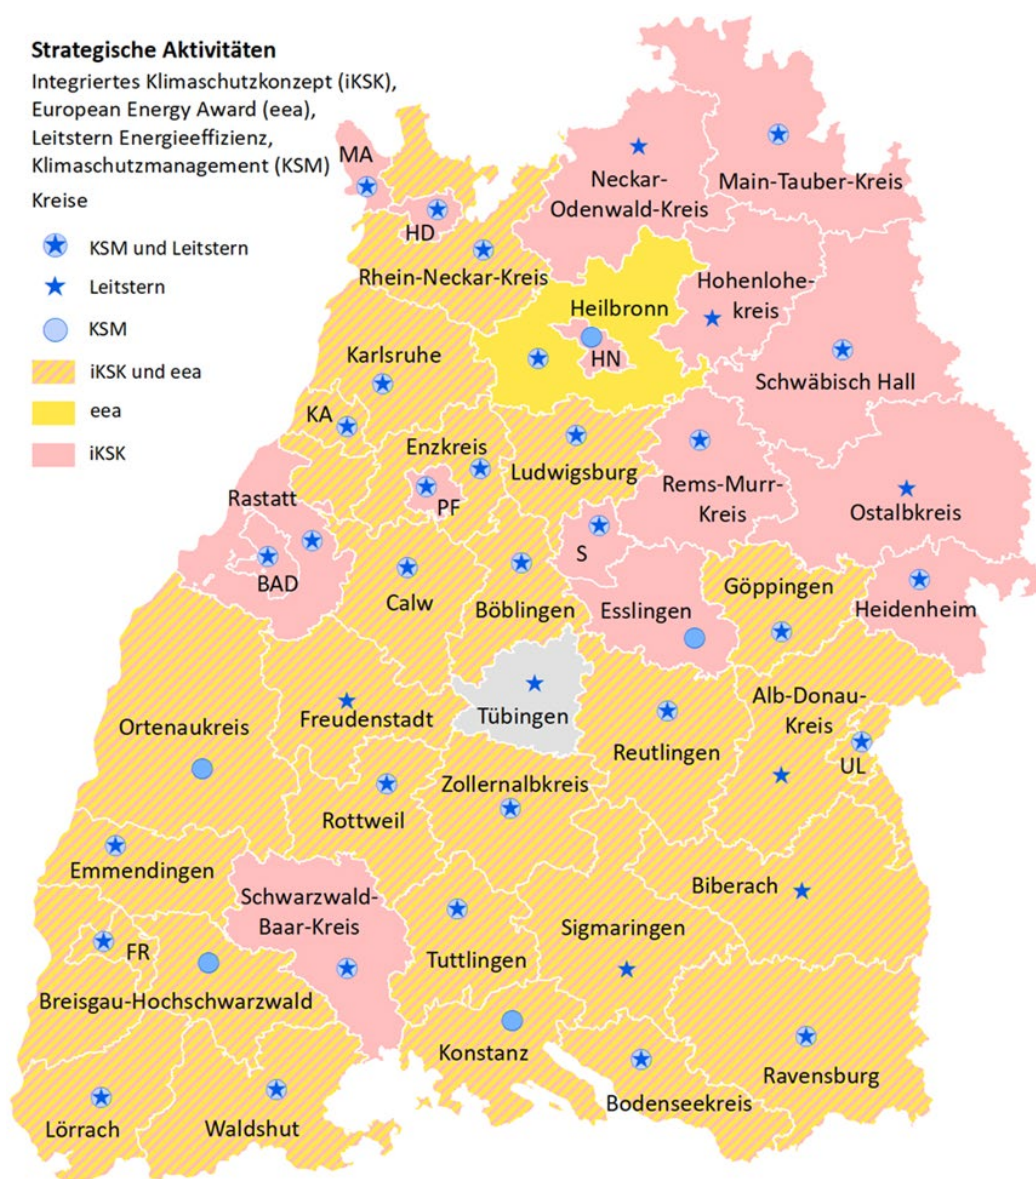 Strategische Aktivitäten
Integriertes Klimaschutzkonzept (iKSK),
European Energy Award (eea),
Leitstern Energieeffizienz,
Klimaschutzmanagement (KSM)
Kreise
KSM und Leitstern
Leitstern
KSM
iKSK und eea
eea
iKSK
MA
HD
Rhein-Neckar-Kreis
Neckar-
Odenwald-Kreis
Main-Tauber-Kreis
Heilbronn
HN
Hohenlohe-
kreis
Schwäbisch Hall
Karlsruhe
KA
Enzkreis
PF
Ludwigsburg
Rems-Murr-
Kreis
Ostalbkreis
Rastatt
BAD
Calw
Böblingen
S
Esslingen
Göppingen
Heidenheim
Ortenaukreis
Freudenstadt
Tübingen
Reutlingen
Alb-Donau-
Kreis
UL
Rottweil
Zollernalbkreis
Emmendingen
Schwarzwald-
Baar-Kreis
Biberach
Sigmaringen
Tuttlingen
FR
Breisgau-Hochschwarzwald
Konstanz
Ravensburg
Bodenseekreis
Lörrach
Waldshut